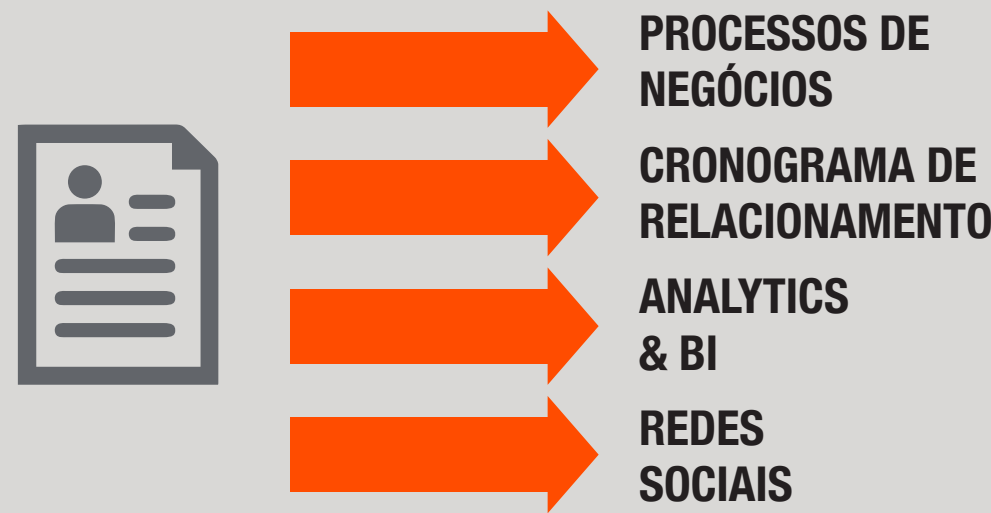 PROCESSOS DE
NEGÓCIOS
CRONOGRAMA DE
RELACIONAMENTO
ANALYTICS
& BI
REDES
SOCIAIS